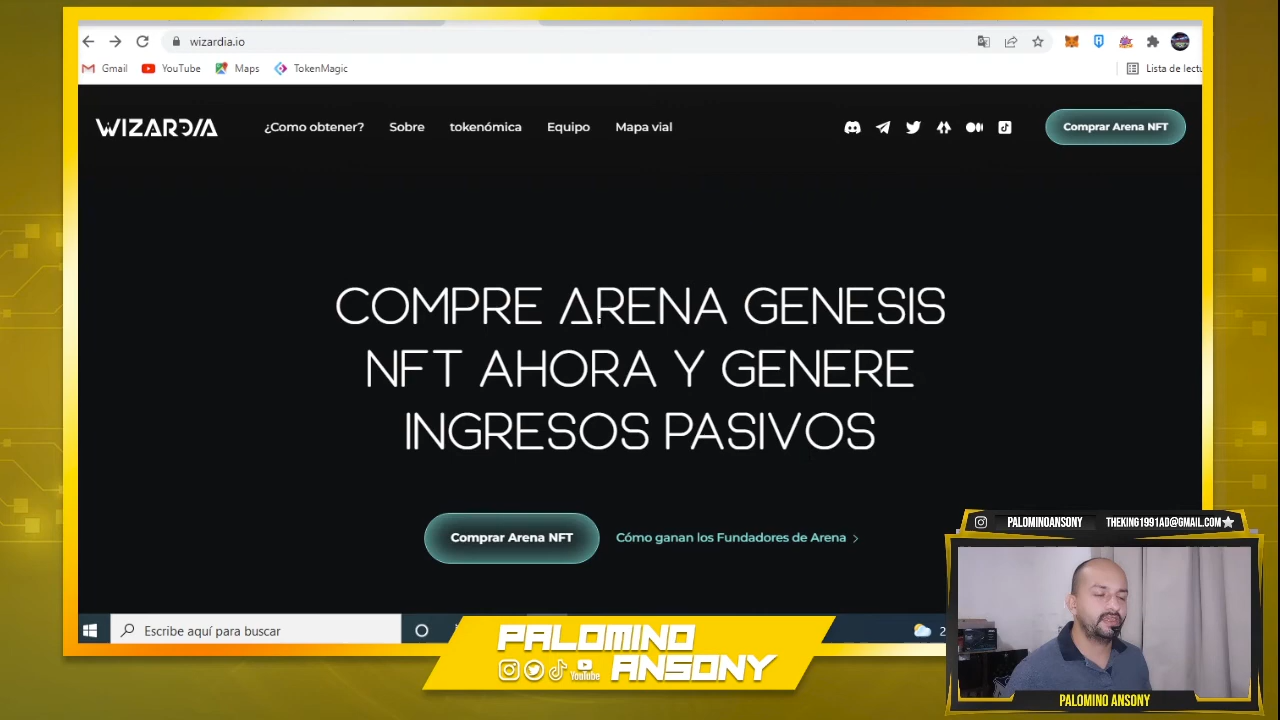 wizardia.io
Gmail YouTube Maps TokenMagic Lista de lectu
WIZARDIA ¿Como obtener? Sobre tokenómica Equipo Mapa vial Comprar Arena NFT
COMPRE ARENA GENESIS
NFT AHORA Y GENERE
INGRESOS PASIVOS
Comprar Arena NFT Cómo ganan los Fundadores de Arena >
PALOMINOANSONY THEKING1991AD@GMAIL.COM
Escribe aquí para buscar 2
PALOMINO
YouTube ANSONY
PALOMINO ANSONY